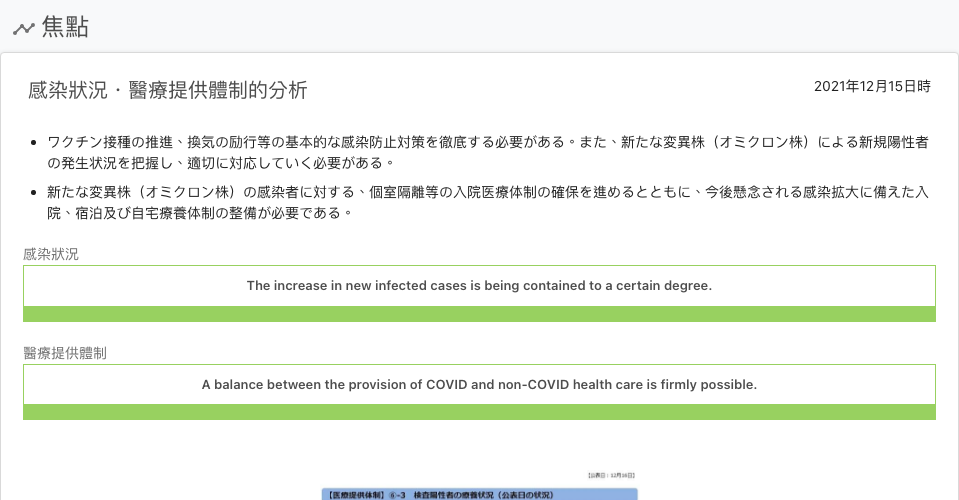 焦點
感染狀況・醫療提供體制的分析
2021年12月15日時
ワクチン接種の推進、換気の励行等の基本的な感染防止対策を徹底する必要がある。また、新たな変異株（オミクロン株）による新規陽性者
の発生状況を把握し、適切に対応していく必要がある。
新たな変異株（オミクロン株）の感染者に対する、個室隔離等の入院医療体制の確保を進めるとともに、今後懸念される感染拡大に備えた入
院、宿泊及び自宅療養体制の整備が必要である。
感染狀況
The increase in new infected cases is being contained to a certain degree.
醫療提供體制
A balance between the provision of COVID and non-COVID health care is firmly possible.
【公表日：12月16日】
【医療提供体制】⑥-3 検査陽性者の療養状況（公表日の状況）